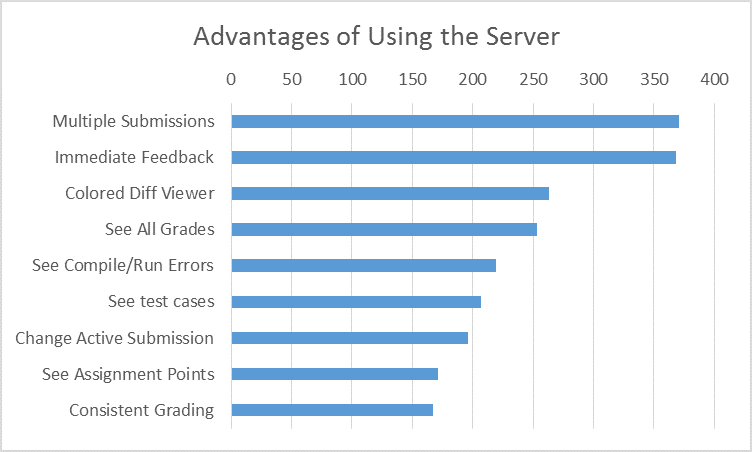 Advantages of Using the Server
0 50 100 150 200 250 300 350 400
Multiple Submissions
Immediate Feedback
Colored Diff Viewer
See All Grades
See Compile/Run Errors
See test cases
Change Active Submission
See Assignment Points
Consistent Grading